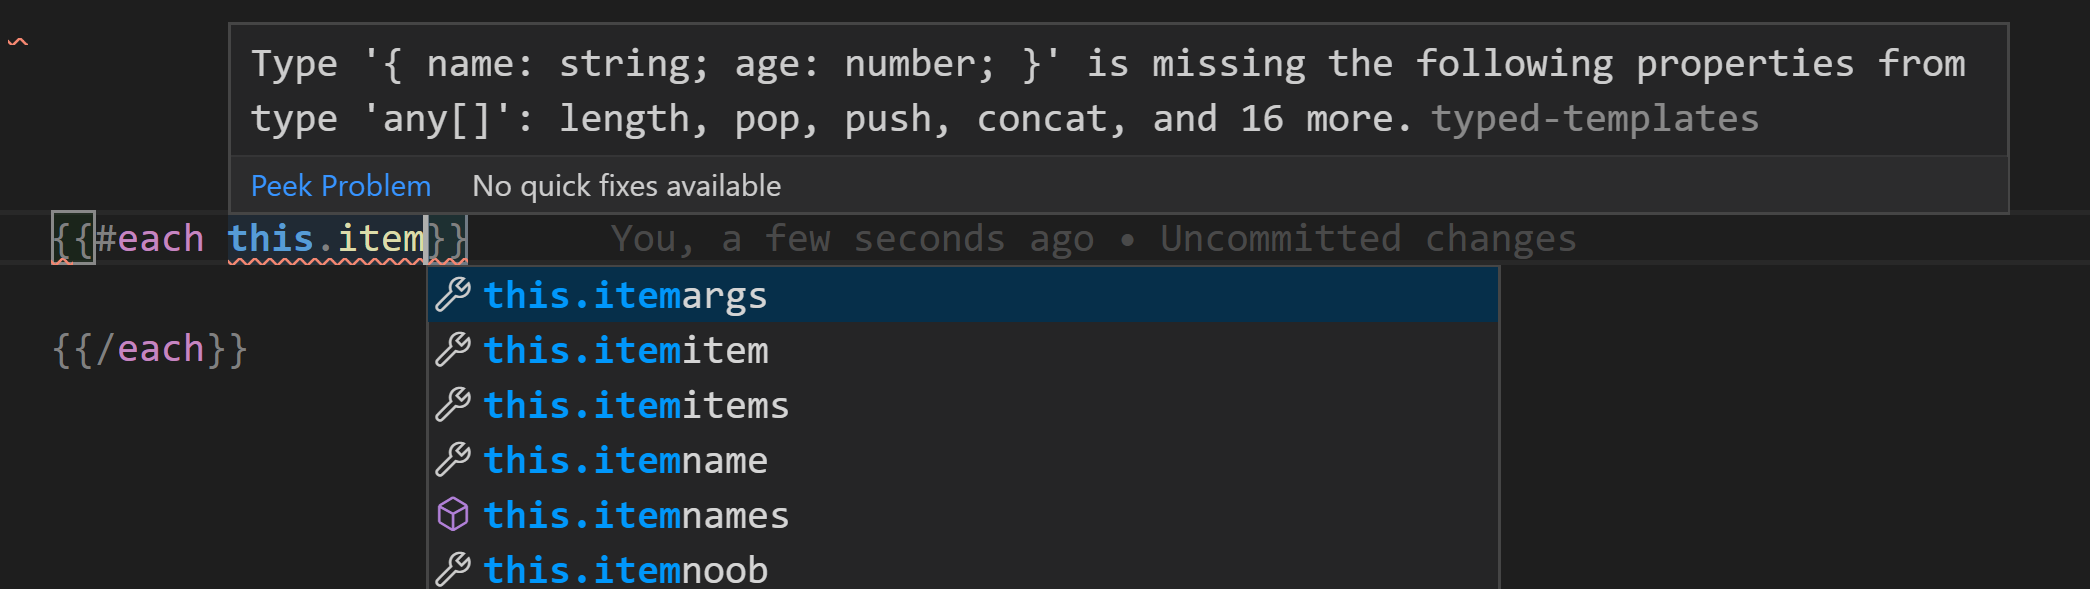 Type '{ name: string; age: number; }' is missing the following properties from
type 'any[]': length, pop, push, concat, and 16 more. typed-templates
Peek Problem No quick fixes available
{{#each this.item}} You, a few seconds ago • Uncommitted changes
this.itemargs
this.itemitem
{{/each}}
this.itemitems
this.itemname
this.itemnames
this.itemnoob